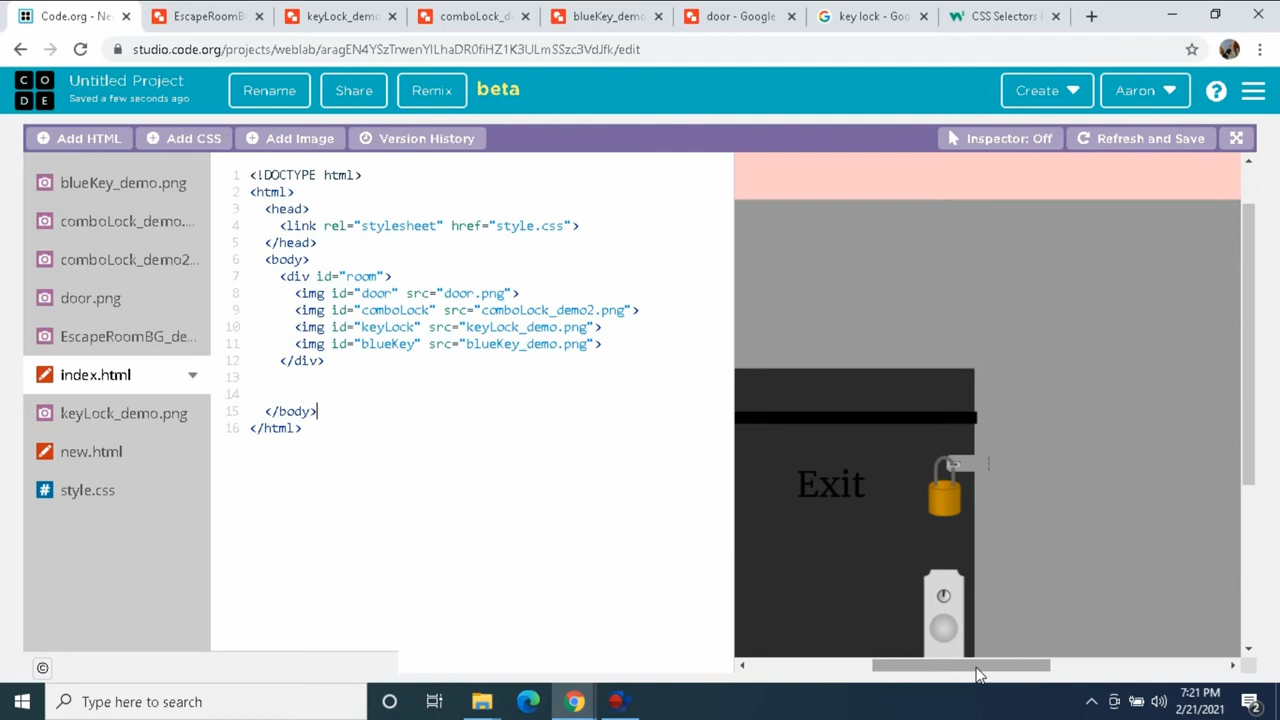 Code.org - New
EscapeRoomB
keyLock_demo
comboLock_d
blueKey_demo
door - Google
key lock - Goo
CSS Selectors
studio.code.org/projects/weblab/aragEN4YSzTrwenYILhaDR0fiHZ1K3ULmSSzc3VdJfk/edit
C O D E
Untitled Project
Saved a few seconds ago
Rename
Share
Remix
beta
Create
Aaron
?
Add HTML
Add CSS
Add Image
Version History
Inspector: Off
Refresh and Save
blueKey_demo.png
comboLock_demo....
comboLock_demo2...
door.png
EscapeRoomBG_de...
index.html
keyLock_demo.png
new.html
style.css
1 <!DOCTYPE html>
2 <html>
3 <head>
4 <link rel="stylesheet" href="style.css">
5 </head>
6 <body>
7 <div id="room">
8 <img id="door" src="door.png">
9 <img id="comboLock" src="comboLock_demo2.png">
10 <img id="keyLock" src="keyLock_demo.png">
11 <img id="blueKey" src="blueKey_demo.png">
12 </div>
13
14
15 </body>
16 </html>
Exit
©
Type here to search
7:21 PM
2/21/2021
2